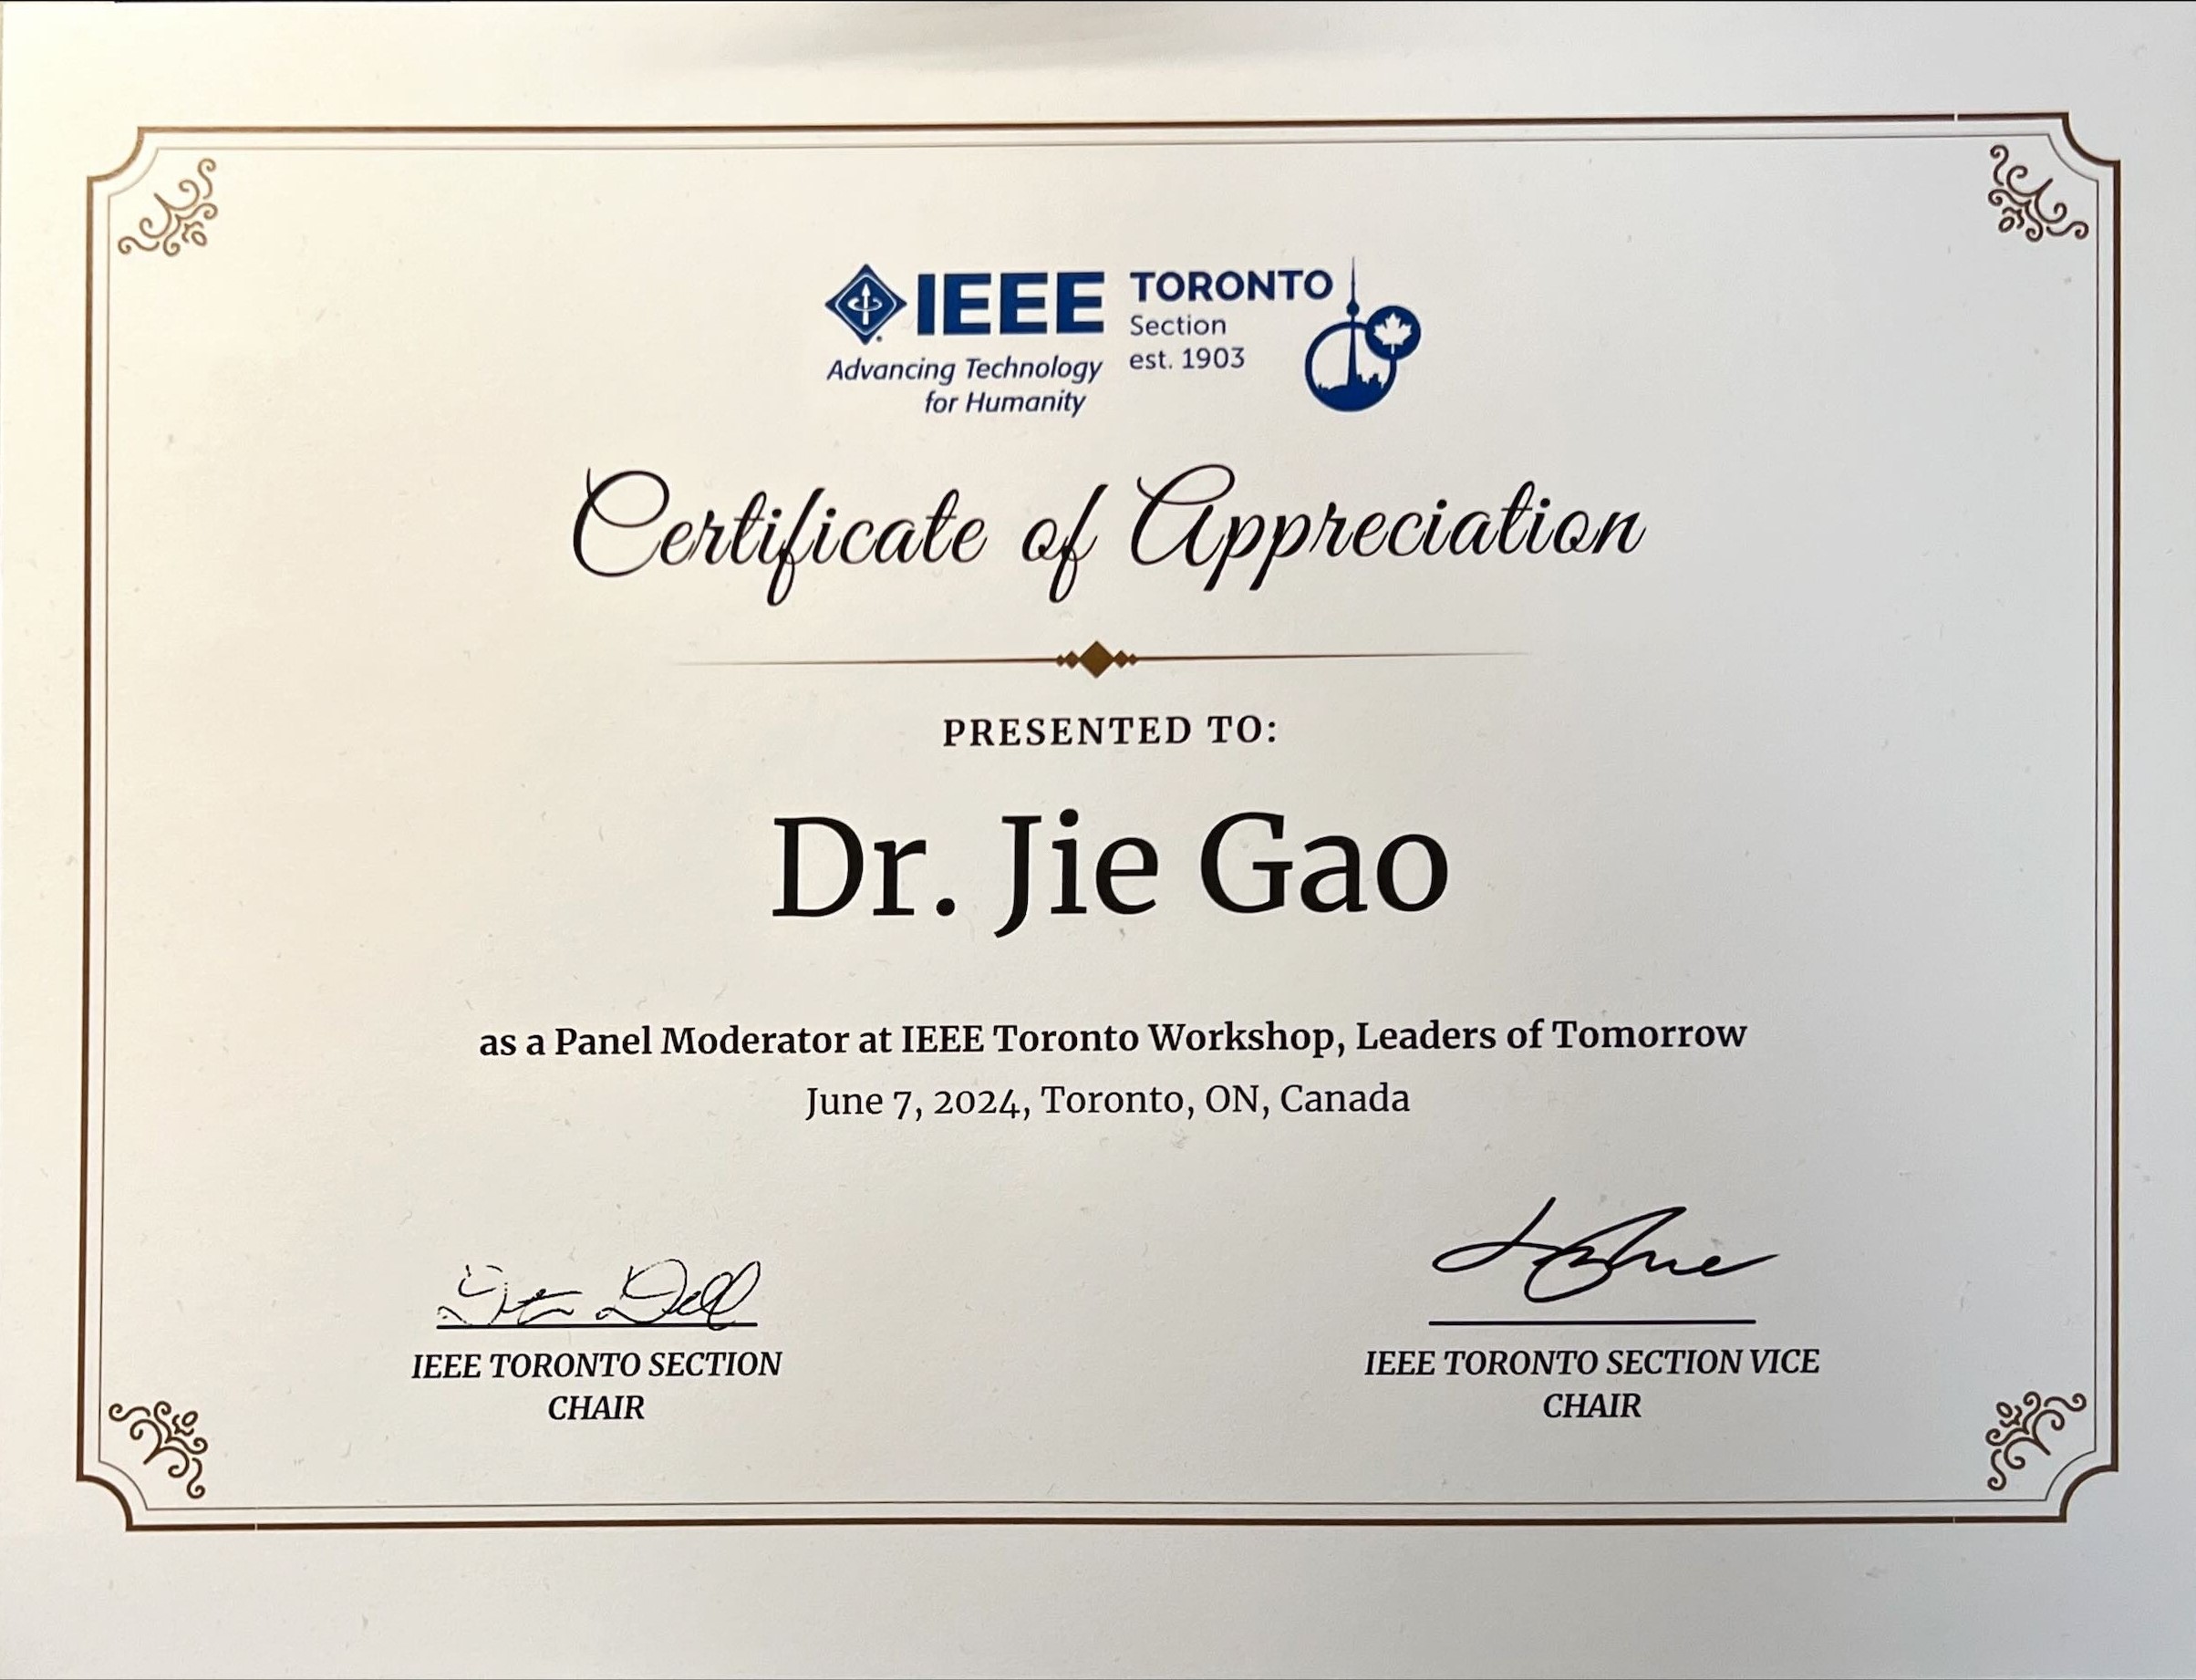 IEEE
Advancing Technology
for Humanity
TORONTO
Section
est. 1903
Certificate of Appreciation
PRESENTED TO:
Dr. Jie Gao
as a Panel Moderator at IEEE Toronto Workshop, Leaders of Tomorrow
June 7, 2024, Toronto, ON, Canada
IEEE TORONTO SECTION
CHAIR
IEEE TORONTO SECTION VICE
CHAIR